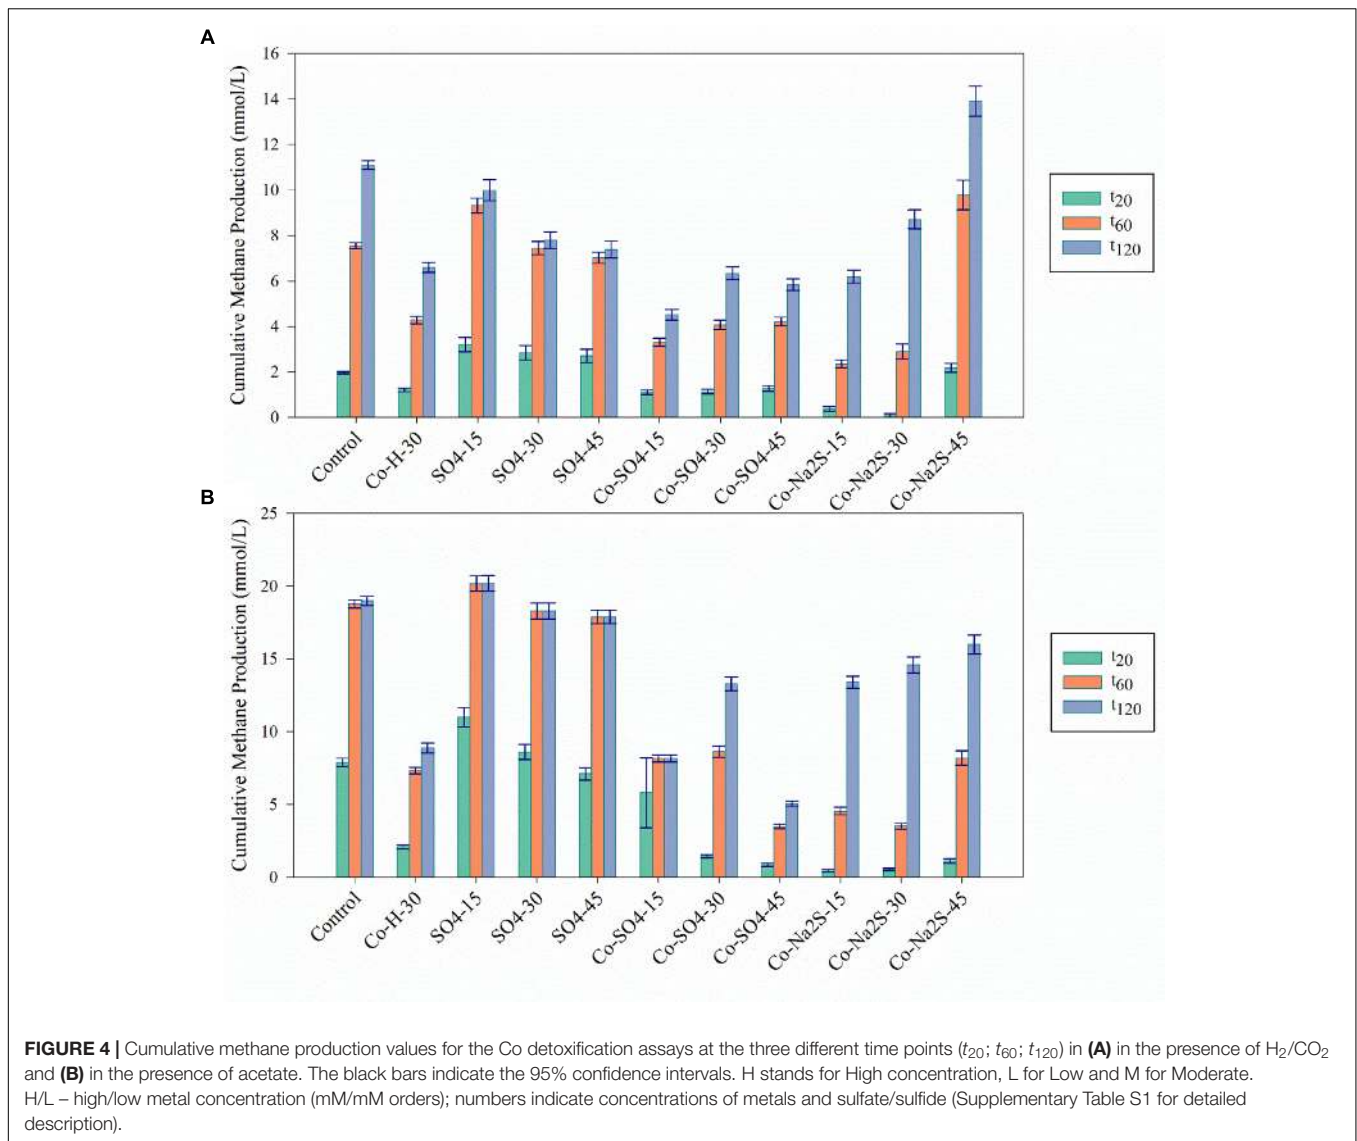 A
16
14
12
10
8
6
4
2
0
Cumulative Methane Production (mmol/L)
Control
Co-H-30
SO4-15
SO4-30
SO4-45
Co-SO4-15
Co-SO4-30
Co-SO4-45
Co-Na2S-15
Co-Na2S-30
Co-Na2S-45
t20
t60
t120
B
25
20
15
10
5
0
Cumulative Methane Production (mmol/L)
Control
Co-H-30
SO4-15
SO4-30
SO4-45
Co-SO4-15
Co-SO4-30
Co-SO4-45
Co-Na2S-15
Co-Na2S-30
Co-Na2S-45
t20
t60
t120
FIGURE 4 | Cumulative methane production values for the Co detoxification assays at the three different time points (t20; t60; t120) in (A) in the presence of H2/CO2
and (B) in the presence of acetate. The black bars indicate the 95% confidence intervals. H stands for High concentration, L for Low and M for Moderate.
H/L – high/low metal concentration (mM/mM orders); numbers indicate concentrations of metals and sulfate/sulfide (Supplementary Table S1 for detailed
description).